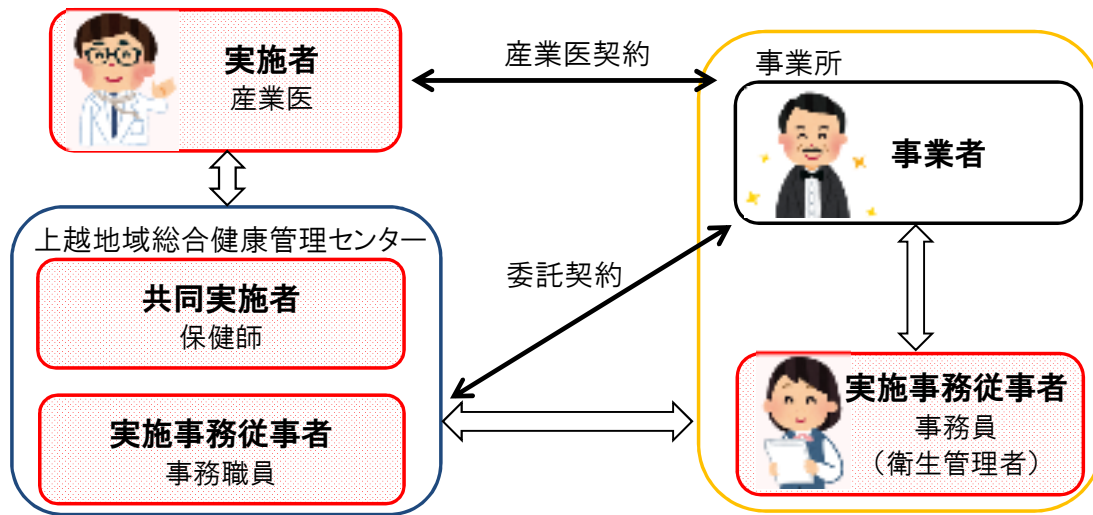 実施者
産業医
産業医契約
事業所
事業者
上越地域総合健康管理センター
共同実施者
保健師
委託契約
実施事務従事者
事務職員
実施事務従事者
事務員
（衛生管理者）